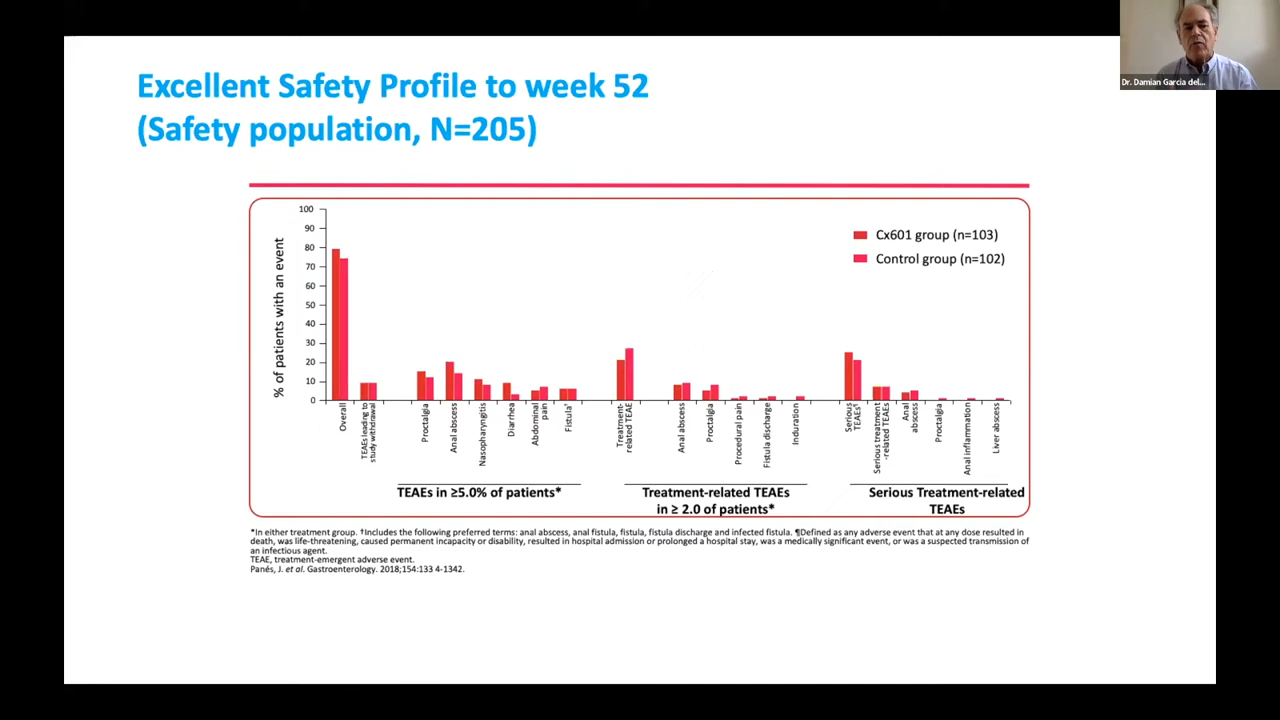 Dr. Damian Garcia del...
Excellent Safety Profile to week 52
(Safety population, N=205)
% of patients with an event
100
90
80
70
60
50
40
30
20
10
0
Cx601 group (n=103)
Control group (n=102)
Overall
TEAEs leading to
study withdrawal
Proctalgia
Anal abscess
Nasopharyngitis
Diarrhea
Abdominal
pain
Fistula†
Treatment-
related TEAE
Anal abscess
Proctalgia
Procedural pain
Fistula discharge
Induration
Serious
TEAEs¶
Serious treatment
-related TEAEs
Anal
abscess
Proctalgia
Anal inflammation
Liver abscess
TEAEs in ≥5.0% of patients*
Treatment-related TEAEs
in ≥ 2.0 of patients*
Serious Treatment-related
TEAEs
*In either treatment group. †Includes the following preferred terms: anal abscess, anal fistula, fistula, fistula discharge and infected fistula. ¶Defined as any adverse event that at any dose resulted in
death, was life-threatening, caused permanent incapacity or disability, resulted in hospital admission or prolonged a hospital stay, was a medically significant event, or was a suspected transmission of
an infectious agent.
TEAE, treatment-emergent adverse event.
Panés, J. et al. Gastroenterology. 2018;154:133 4-1342.